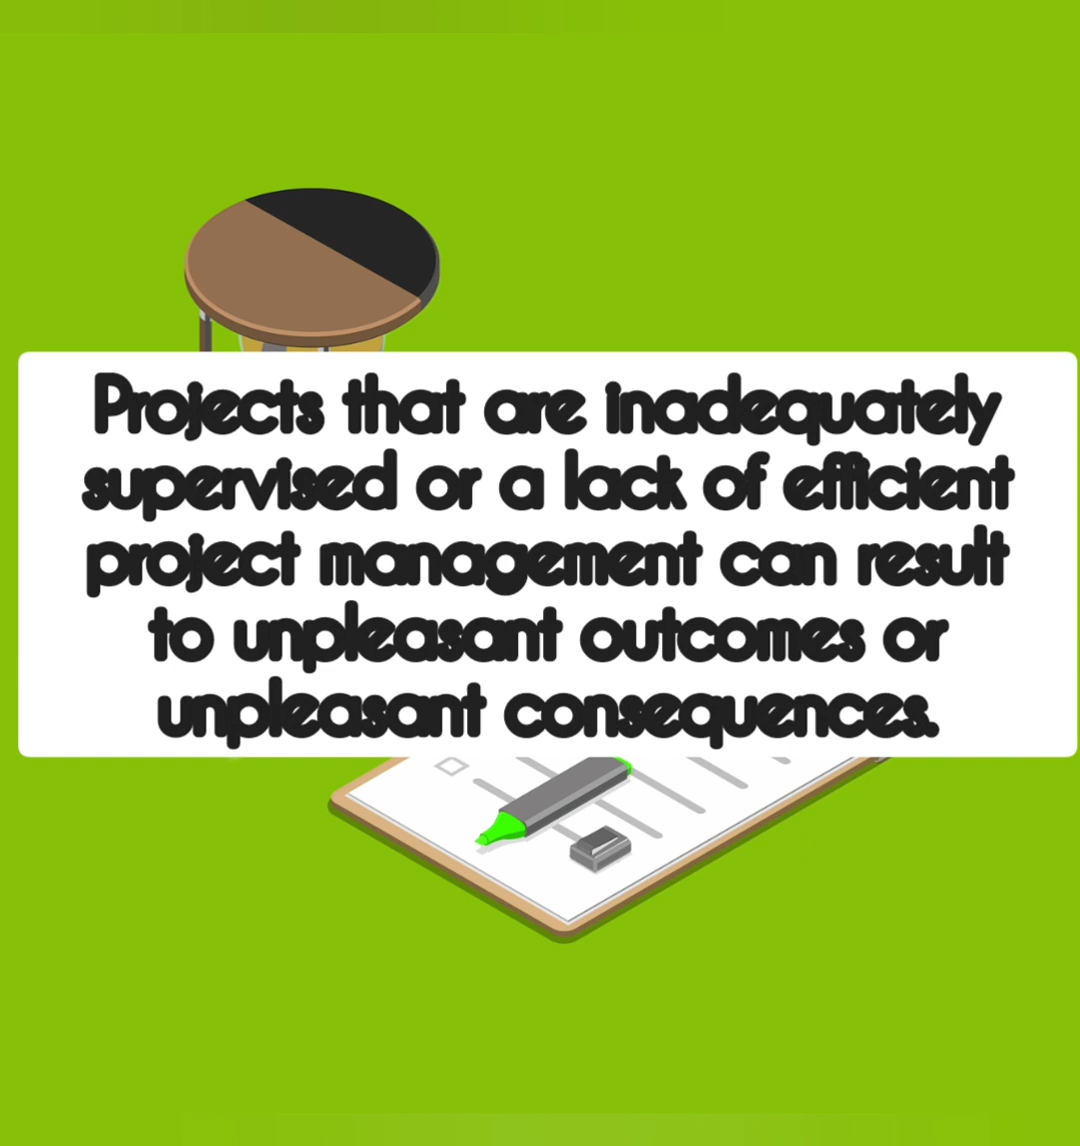 Projects that are inadequately
supervised or a lack of efficient
project management can result
to unpleasant outcomes or
unpleasant consequences.